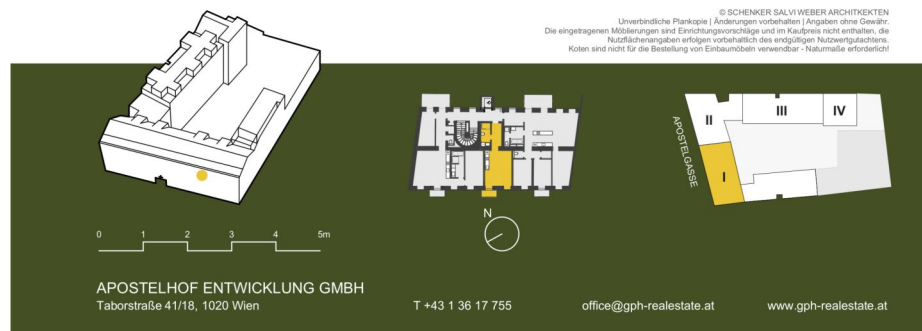 © SCHENKER SALVI WEBER ARCHITKEKTEN
Unverbindliche Plankopie | Änderungen vorbehalten | Angaben ohne Gewähr.
Die eingetragenen Möblierungen sind Einrichtungsvorschläge und im Kaufpreis nicht enthalten, die
Nutzflächenangaben erfolgen vorbehaltlich des endgültigen Nutzwertgutachtens.
Koten sind nicht für die Bestellung von Einbaumöbeln verwendbar - Naturmaße erforderlich!
II
III
IV
APOSTELGASSE
I
N
0 1 2 3 4 5m
APOSTELHOF ENTWICKLUNG GMBH
Taborstraße 41/18, 1020 Wien
T +43 1 36 17 755
office@gph-realestate.at
www.gph-realestate.at